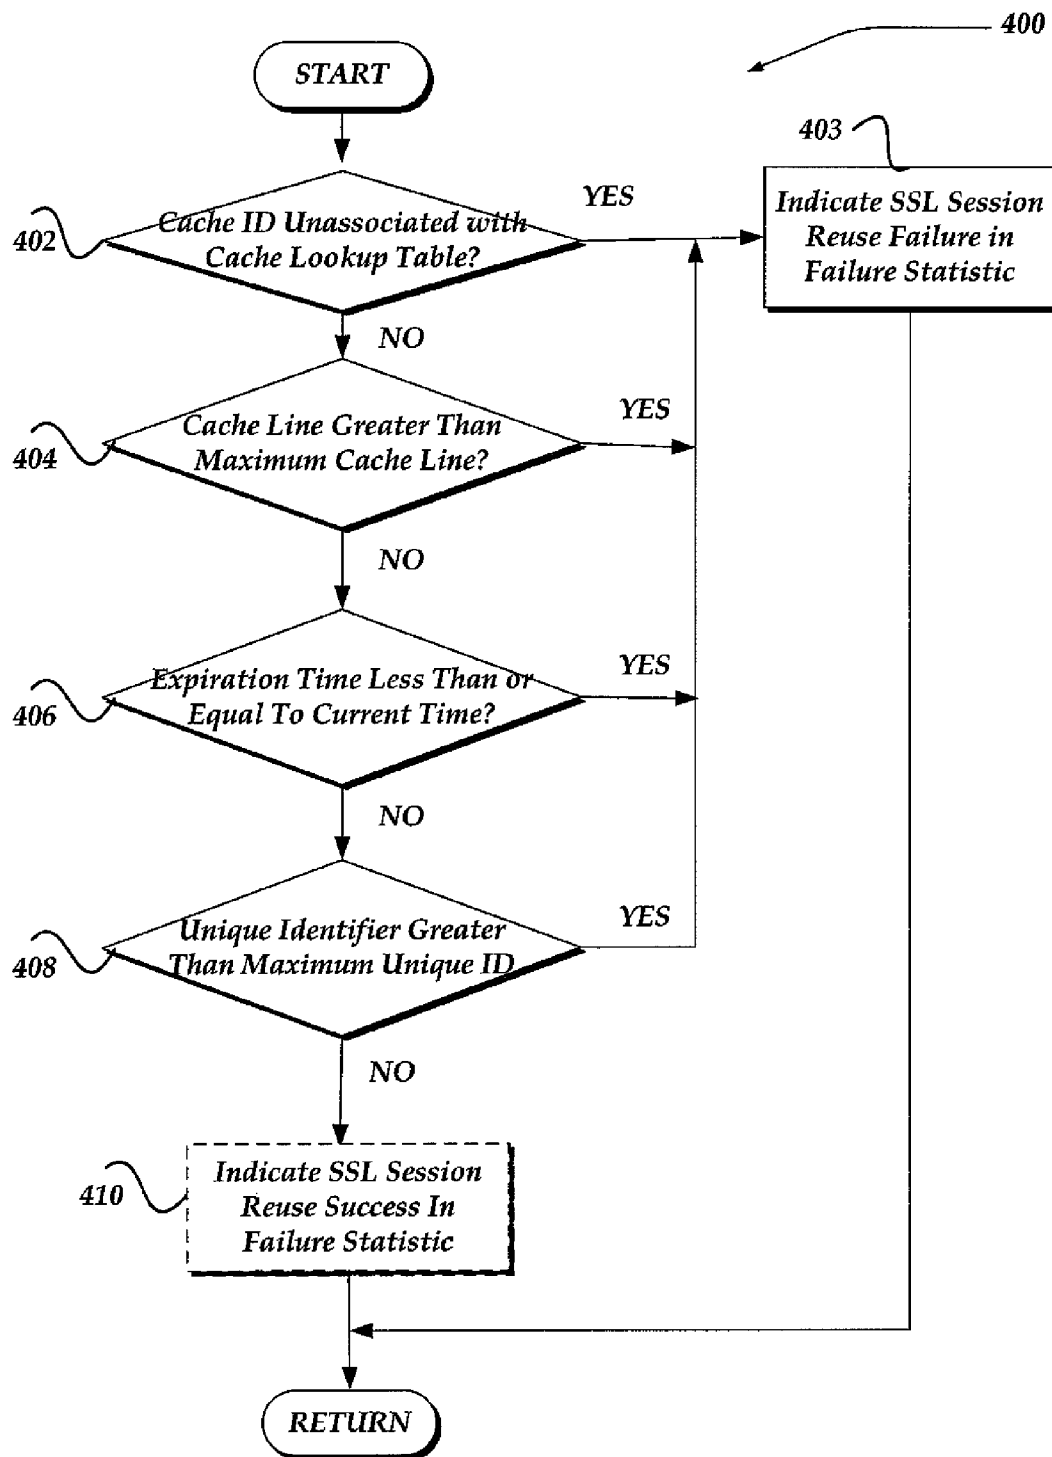 400
START
403
Indicate SSL Session
Reuse Failure in
Failure Statistic
YES
402
Cache ID Unassociated with
Cache Lookup Table?
NO
YES
404
Cache Line Greater Than
Maximum Cache Line?
NO
YES
406
Expiration Time Less Than or
Equal To Current Time?
NO
YES
408
Unique Identifier Greater
Than Maximum Unique ID
NO
410
Indicate SSL Session
Reuse Success In
Failure Statistic
RETURN